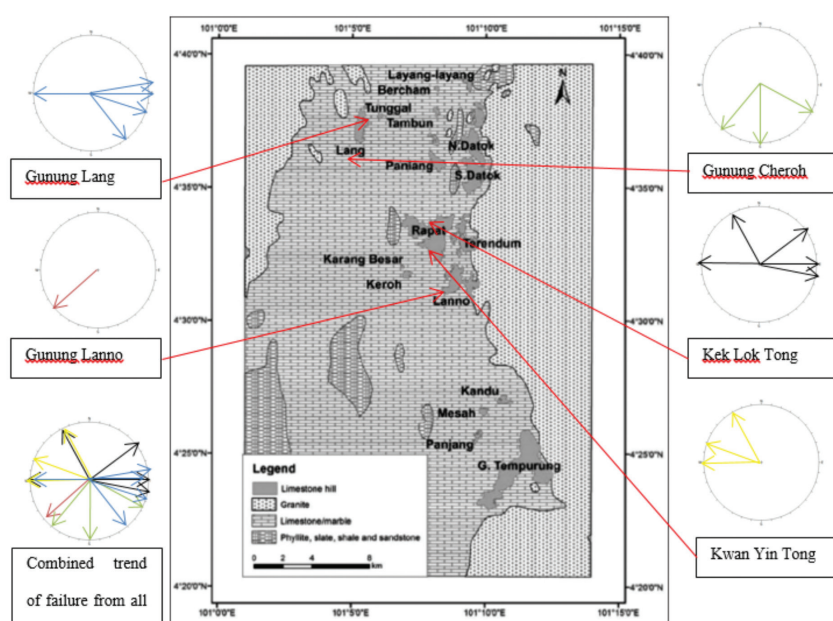 101°0'E 101°5'E 101°10'E 101°15'E
4°40'0"N 4°40'0"N
Layang-layang
Bercham
N
Tunggal
Tambun
N.Datok
Lang
Panjang
S.Datok
Gunung Lang
Gunung Cheroh
4°35'0"N 4°35'0"N
Rapat
Terendum
Karang Besar
Keroh
Lanno
4°30'0"N 4°30'0"N
Gunung Lanno
Kek Lok Tong
Kandu
Mesah
Panjang
4°25'0"N 4°25'0"N
G. Tempurung
Legend
Limestone hill
Granite
Limestone/marble
Phyllite, slate, shale and sandstone
0 2 4 8
km
Kwan Yin Tong
Combined trend
of failure from all
4°20'0"N 4°20'0"N
101°0'0"E 101°5'0"E 101°10'0"E 101°15'0"E